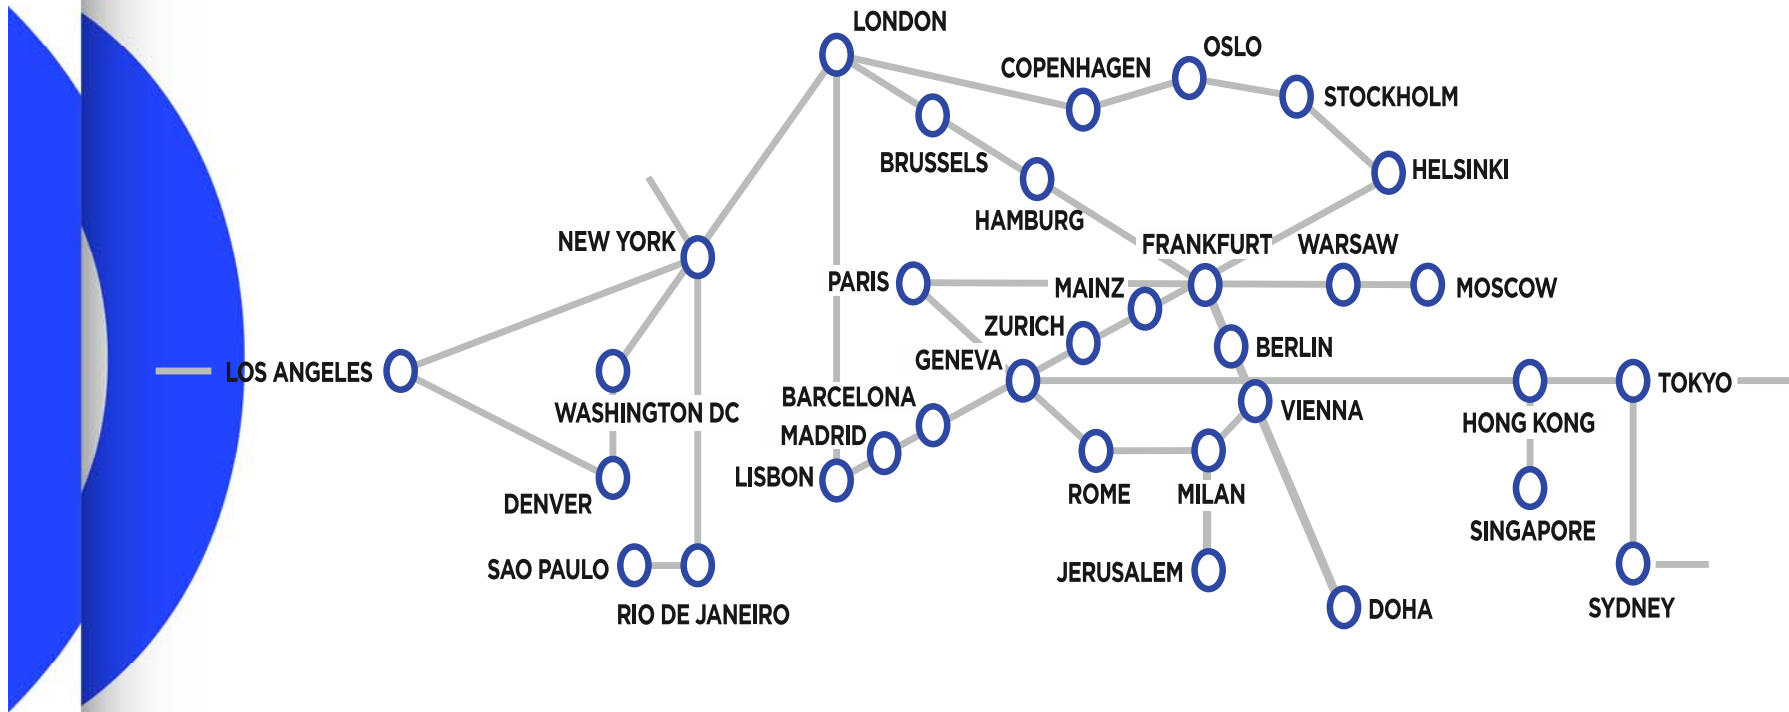 LONDON
OSLO
COPENHAGEN
STOCKHOLM
BRUSSELS
HELSINKI
HAMBURG
NEW YORK
FRANKFURT
WARSAW
PARIS
MAINZ
MOSCOW
ZURICH
BERLIN
GENEVA
LOS ANGELES
TOKYO
BARCELONA
WASHINGTON DC
VIENNA
HONG KONG
MADRID
LISBON
ROME
MILAN
DENVER
SINGAPORE
SAO PAULO
JERUSALEM
RIO DE JANEIRO
DOHA
SYDNEY